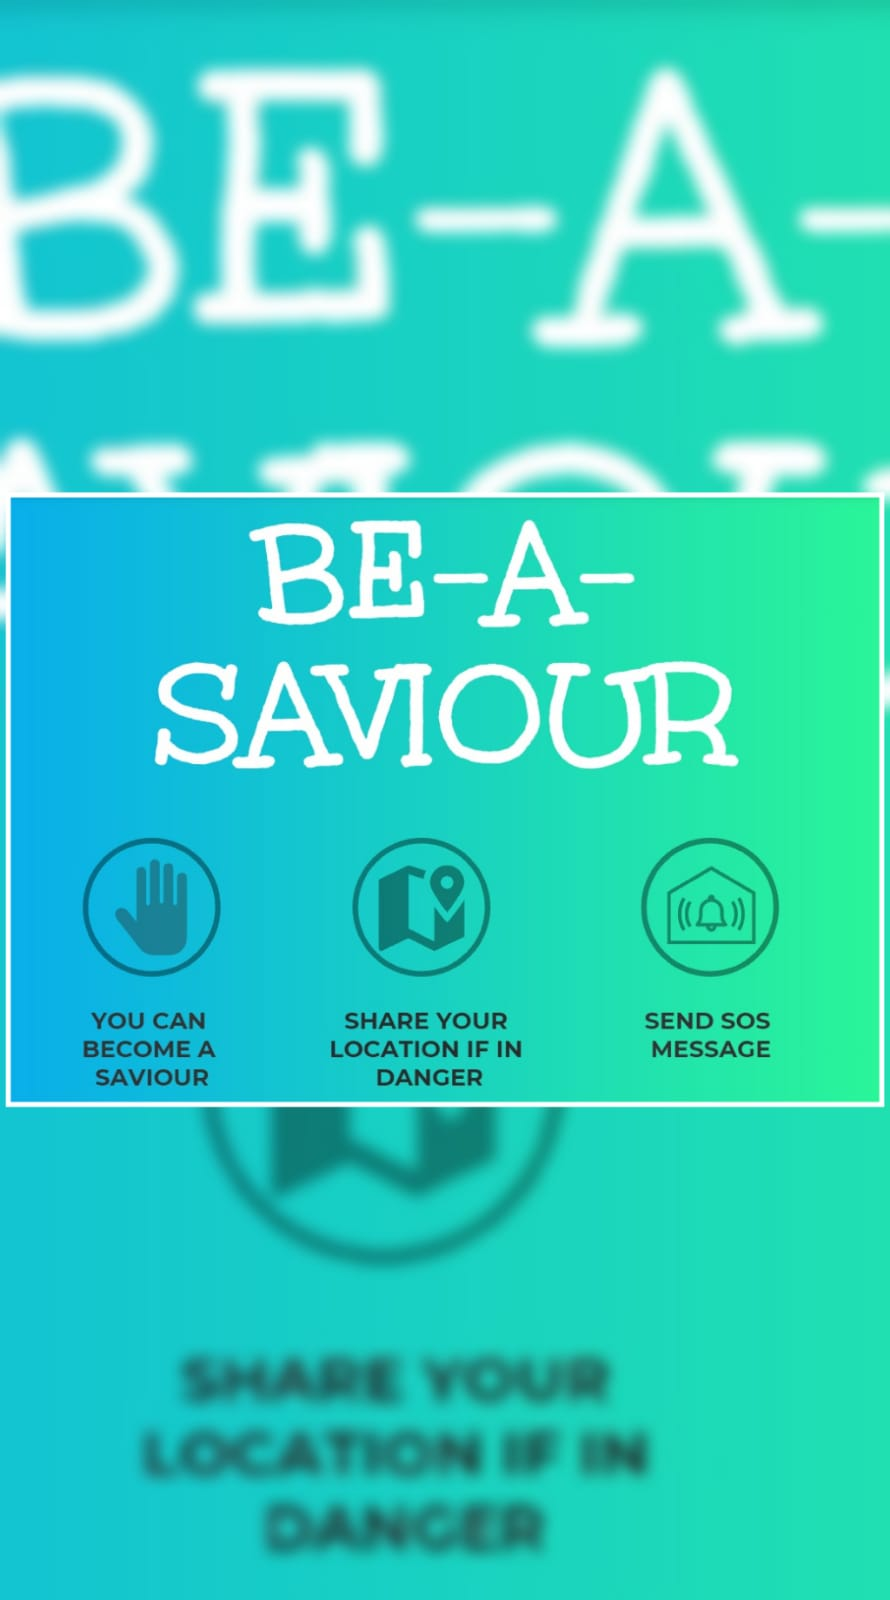 BE-A-
BE-A-
SAVIOUR
YOU CAN
BECOME A
SAVIOUR
SHARE YOUR
LOCATION IF IN
DANGER
SEND SOS
MESSAGE
SHARE YOUR
LOCATION IF IN
DANGER